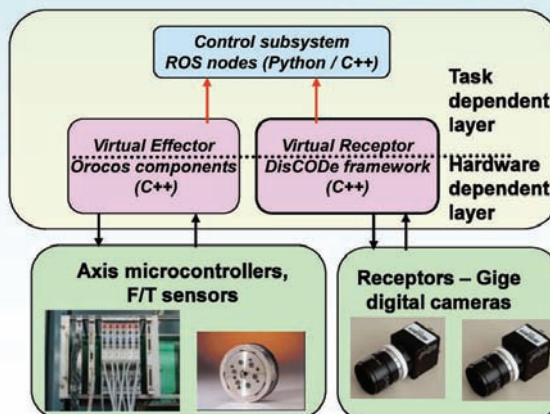 Control subsystem
ROS nodes (Python / C++)
Task
dependent
layer
Virtual Effector
Orocos components
(C++)
Virtual Receptor
DisCODe framework
(C++)
Hardware
dependent
layer
Axis microcontrollers,
F/T sensors
Receptors – Gige
digital cameras